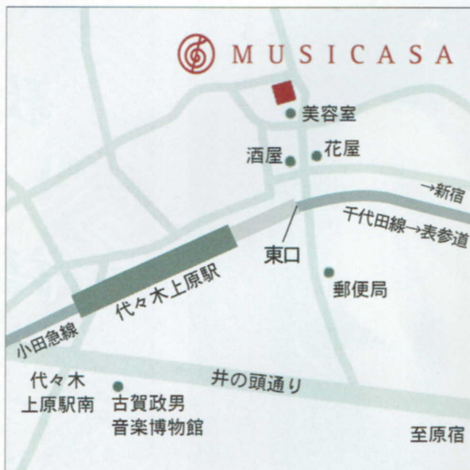 MUSICASA
美容室
酒屋
花屋
→新宿
千代田線→表参道
東口
代々木上原駅
郵便局
小田急線
井の頭通り
代々木
上原駅南
古賀政男
音楽博物館
至原宿